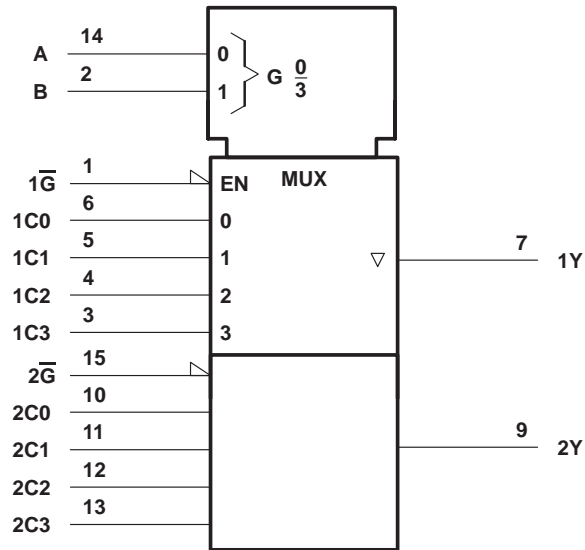 A 14 0
B 2 1
G 0/3
1G̅ 1 EN MUX
1C0 6 0
1C1 5 1
1C2 4 2
1C3 3 3
7 1Y
2G̅ 15
2C0 10
2C1 11
2C2 12
2C3 13
9 2Y